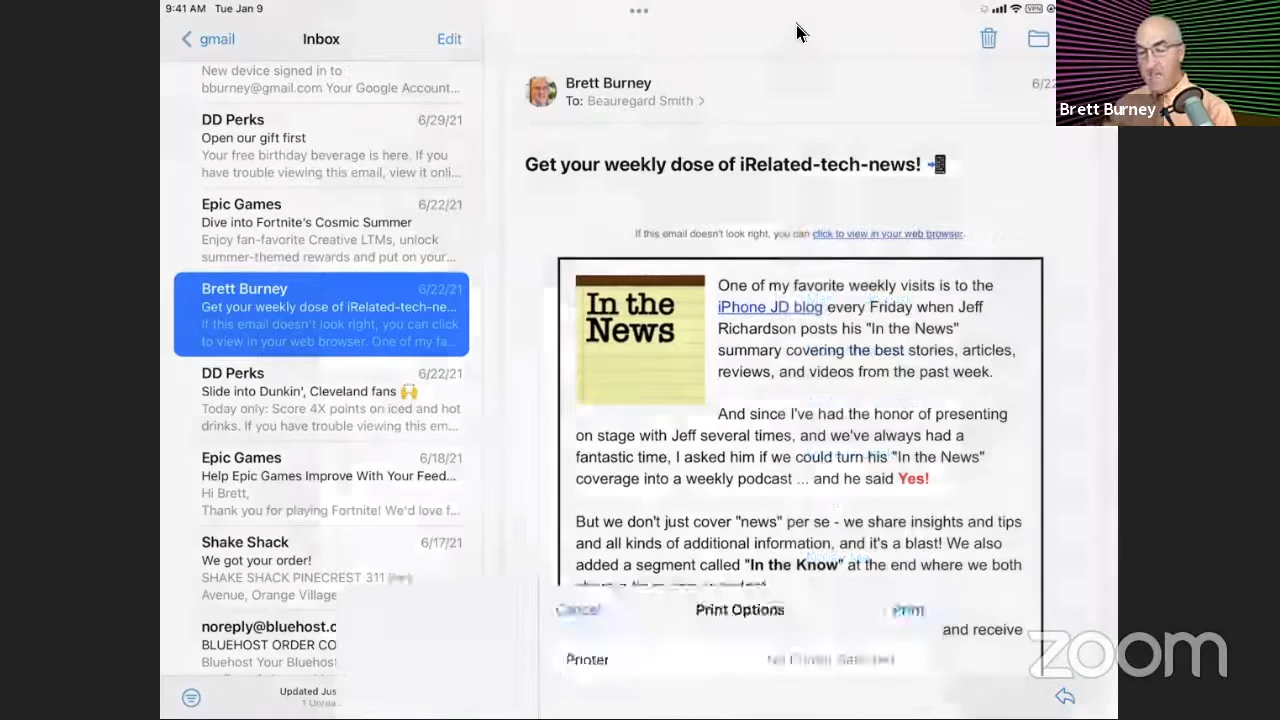 9:41 AM Tue Jan 9
VPN
gmail
Inbox
Edit
New device signed in to
bburney@gmail.com Your Google Account...
DD Perks 6/29/21
Open our gift first
Your free birthday beverage is here. If you
have trouble viewing this email, view it onli...
Epic Games 6/22/21
Dive into Fortnite's Cosmic Summer
Enjoy fan-favorite Creative LTMs, unlock
summer-themed rewards and put on your...
Brett Burney 6/22/21
Get your weekly dose of iRelated-tech-ne...
If this email doesn't look right, you can click
to view in your web browser. One of my fa...
DD Perks 6/22/21
Slide into Dunkin', Cleveland fans 🙌
Today only: Score 4X points on iced and hot
drinks. If you have trouble viewing this em...
Epic Games 6/18/21
Help Epic Games Improve With Your Feed...
Hi Brett,
Thank you for playing Fortnite! We'd love f...
Shake Shack 6/17/21
We got your order!
SHAKE SHACK PINECREST 311
Avenue, Orange Village
noreply@bluehost.c
BLUEHOST ORDER CO
Bluehost Your Bluehost
Updated Jus
1 Unrea
Brett Burney 6/22
To: Beauregard Smith
Get your weekly dose of iRelated-tech-news! 📲
If this email doesn't look right, you can click to view in your web browser.
In the
News
One of my favorite weekly visits is to the
iPhone JD blog every Friday when Jeff
Richardson posts his "In the News"
summary covering the best stories, articles,
reviews, and videos from the past week.
And since I've had the honor of presenting
on stage with Jeff several times, and we've always had a
fantastic time, I asked him if we could turn his "In the News"
coverage into a weekly podcast ... and he said Yes!
But we don't just cover "news" per se - we share insights and tips
and all kinds of additional information, and it's a blast! We also
added a segment called "In the Know" at the end where we both
Cancel
Print Options
Print
and receive
Printer
No Printer Selected
Brett Burney
zoom